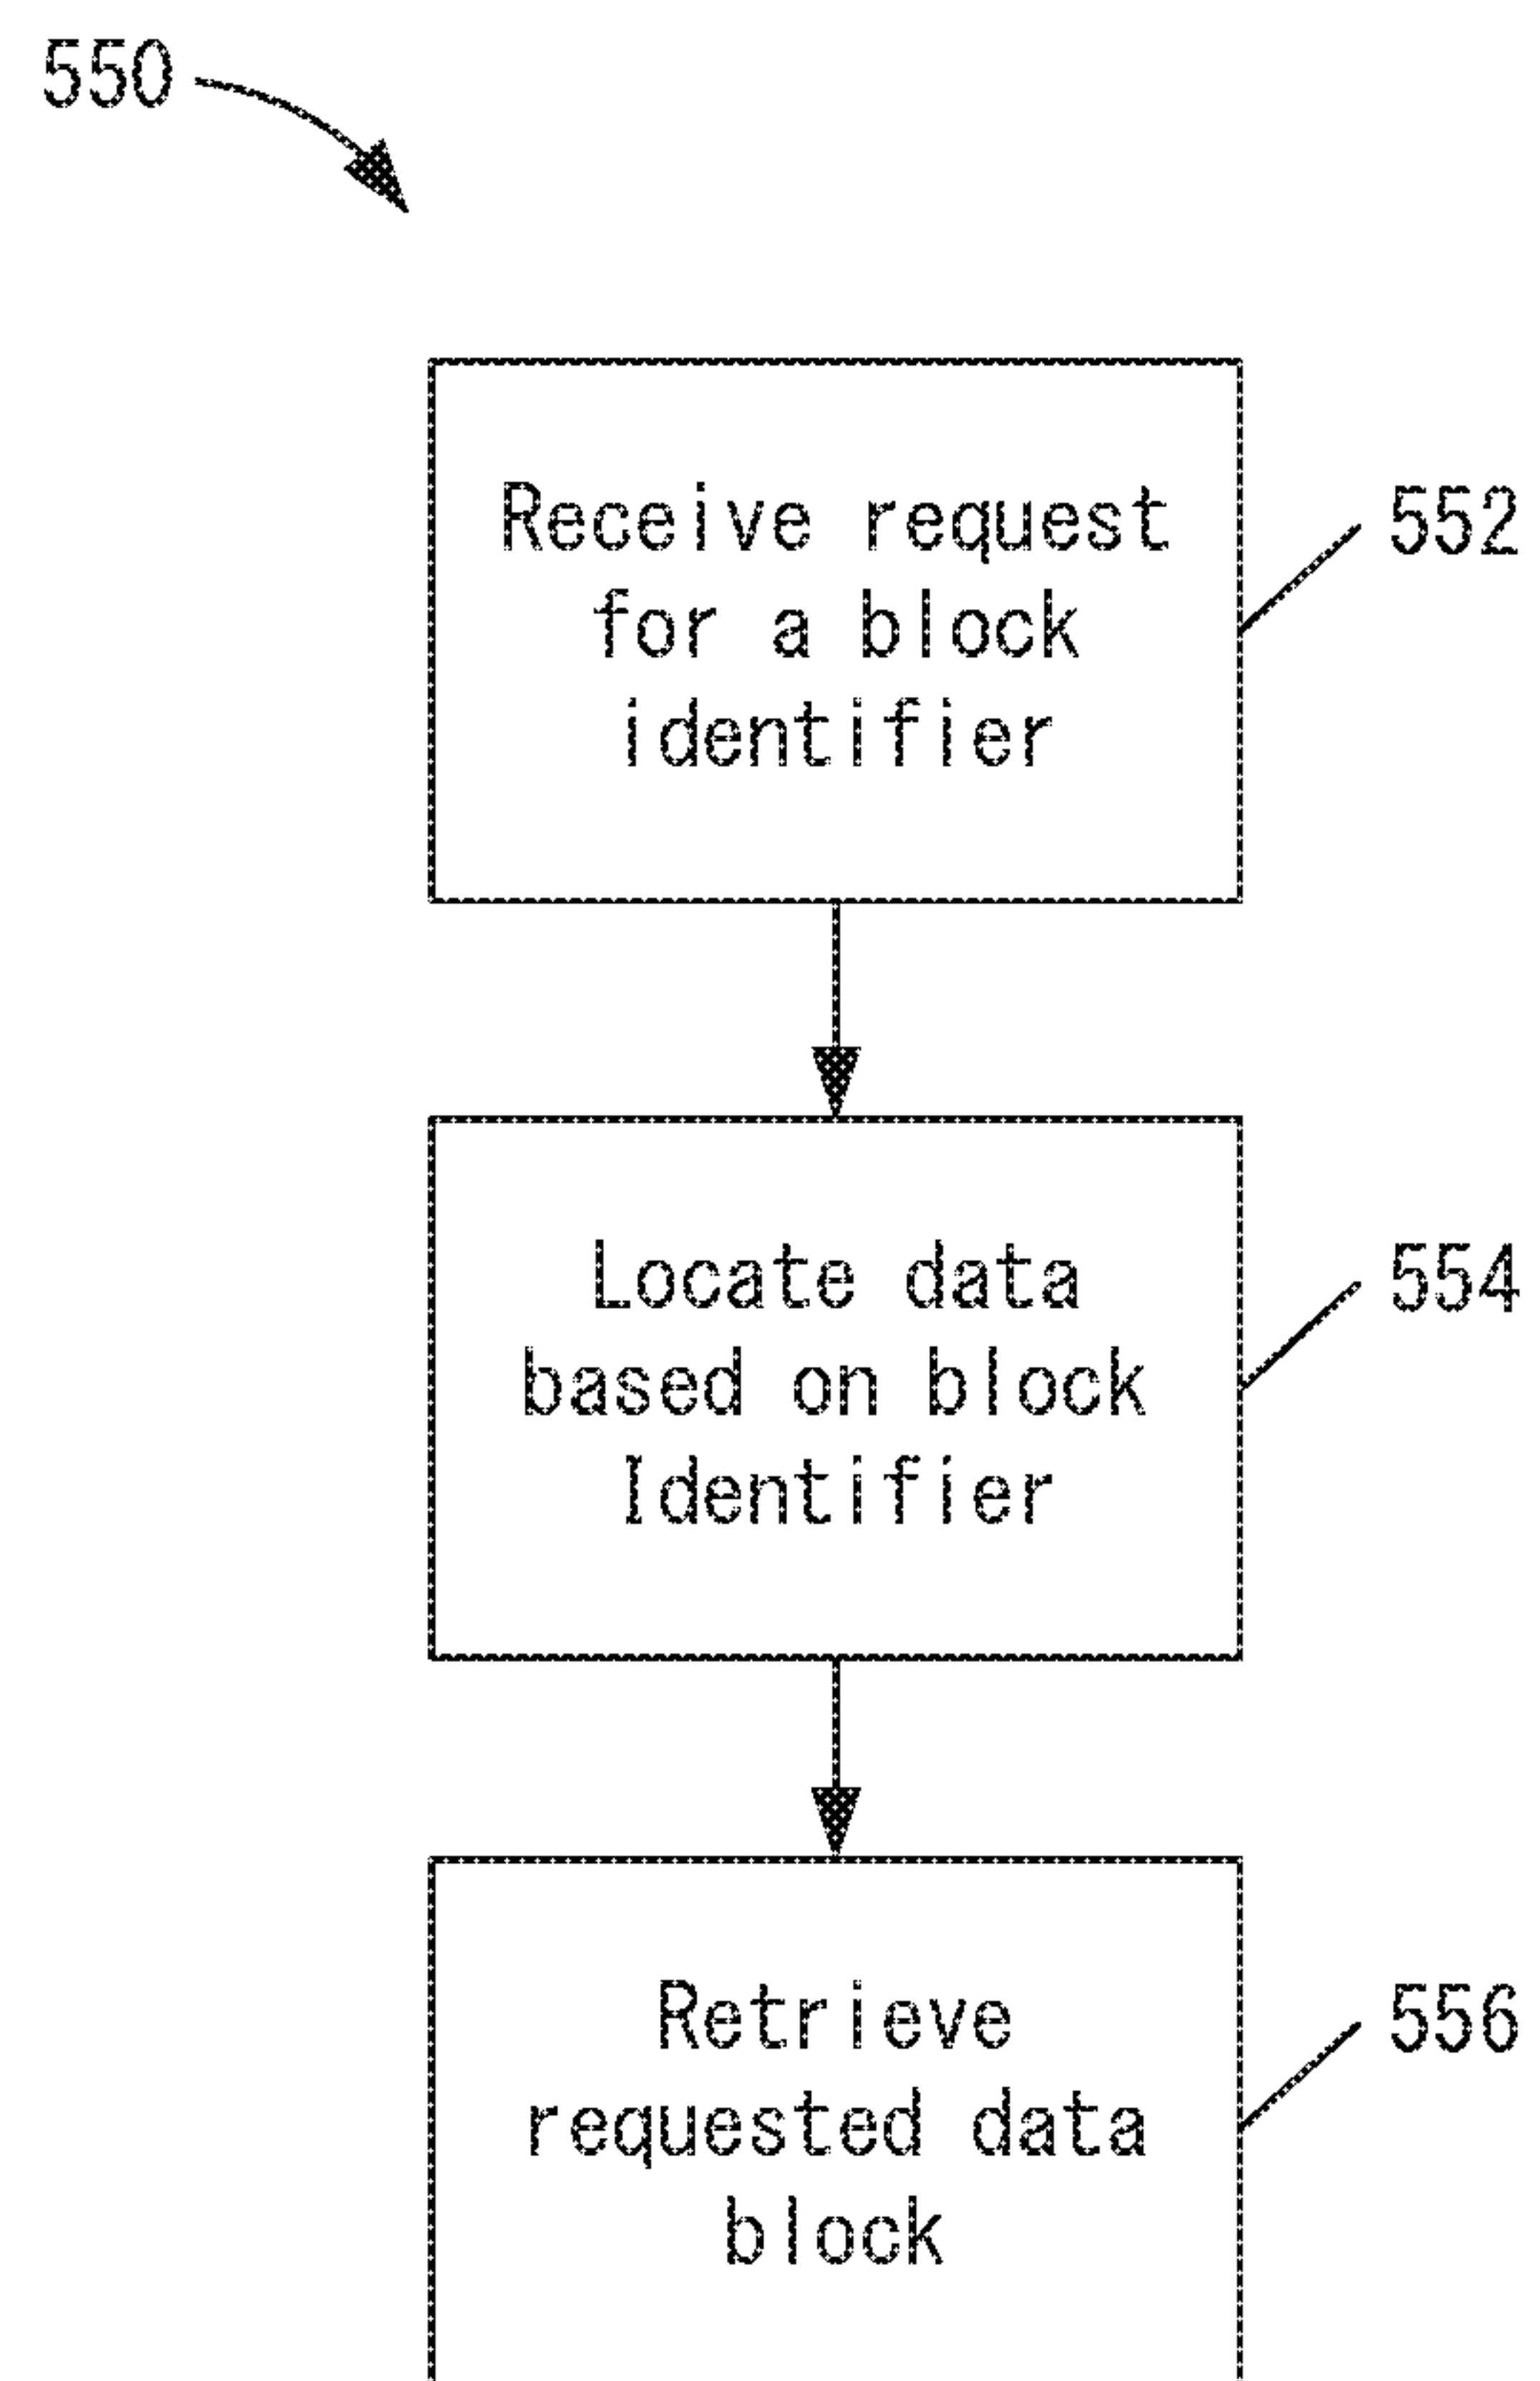 550
Receive request
for a block
identifier
552
Locate data
based on block
Identifier
554
Retrieve
requested data
block
556